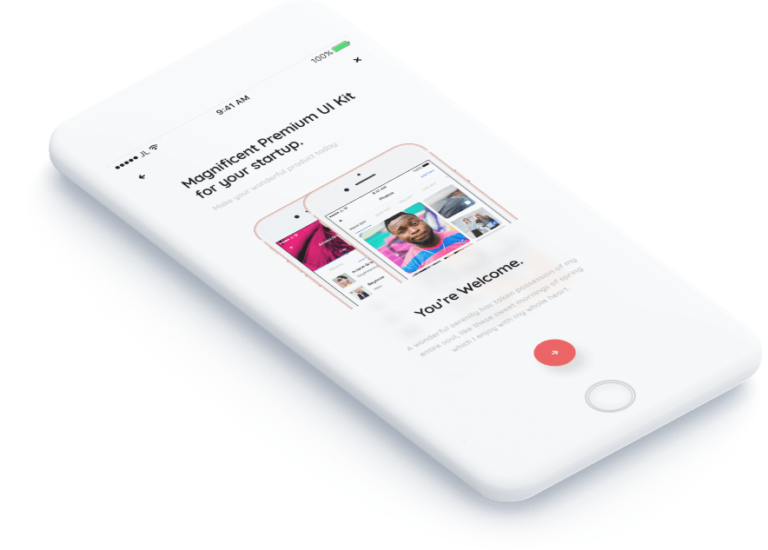 JL
9:41 AM
100%
Magnificent Premium UI Kit
for your startup.
Make your wonderful product today.
You're Welcome.
A wonderful serenity has taken possession of my
entire soul, like these sweet mornings of spring
which I enjoy with my whole heart.